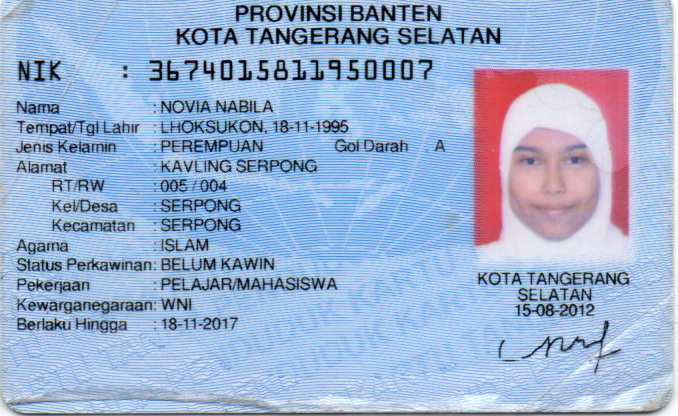 PROVINSI BANTEN
KOTA TANGERANG SELATAN
NIK : 3674015811950007
Nama : NOVIA NABILA
Tempat/Tgl Lahir : LHOKSUKON, 18-11-1995
Jenis Kelamin : PEREMPUAN Gol Darah : A
Alamat : KAVLING SERPONG
RT/RW : 005 / 004
Kel/Desa : SERPONG
Kecamatan : SERPONG
Agama : ISLAM
Status Perkawinan: BELUM KAWIN
Pekerjaan : PELAJAR/MAHASISWA
Kewarganegaraan: WNI
Berlaku Hingga : 18-11-2017
KOTA TANGERANG
SELATAN
15-08-2012